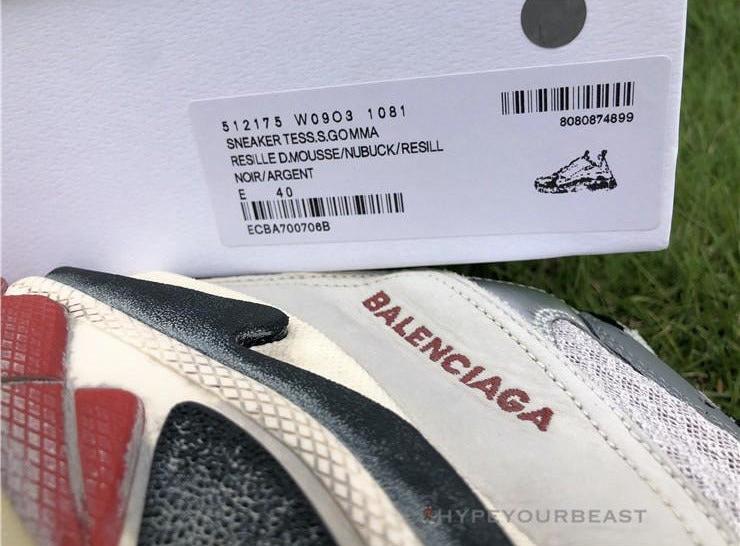 512175 W09O3 1081
SNEAKER TESS.S.GOMMA
RESILLE D.MOUSSE/NUBUCK/RESILL
NOIR/ARGENT
E 40
ECBA700706B
8080874899
BALENCIAGA
HYPEYOURBEAST